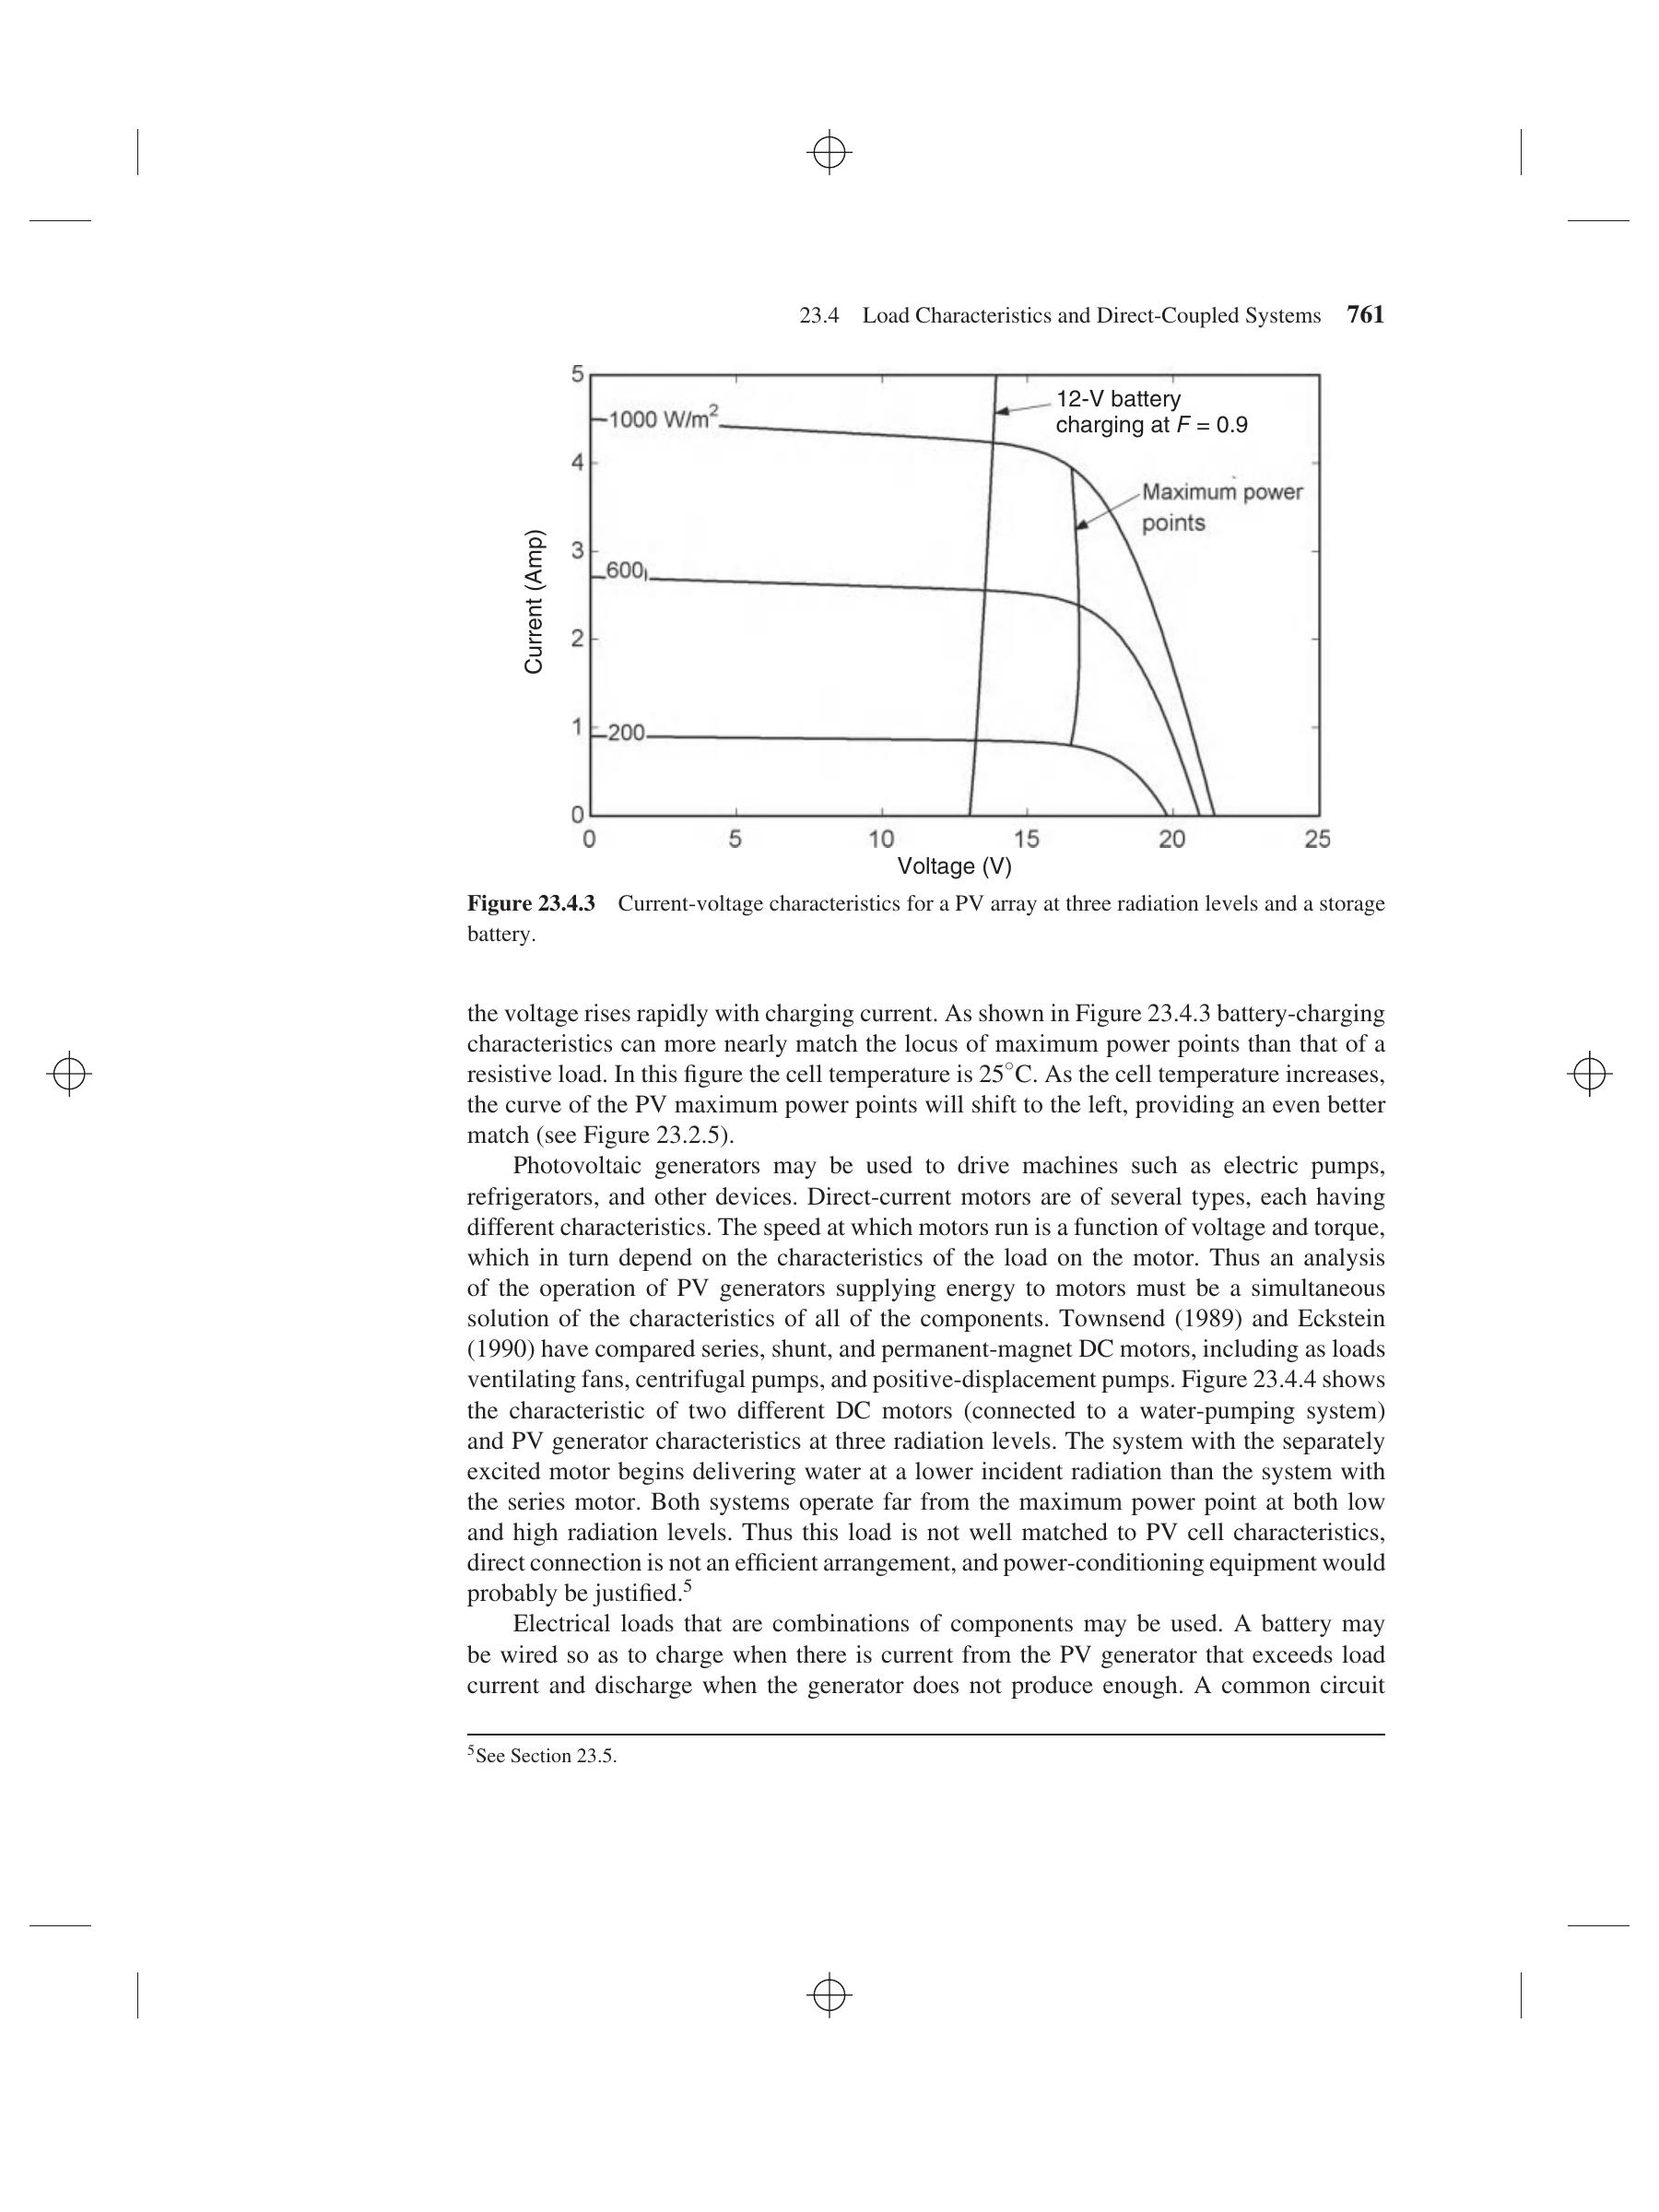 23.4 Load Characteristics and Direct-Coupled Systems 761
5
12-V battery
charging at F = 0.9
1000 W/m²
4
Maximum power
points
3
600
Current (Amp)
2
1
200
0
0 5 10 15 20 25
Voltage (V)
Figure 23.4.3 Current-voltage characteristics for a PV array at three radiation levels and a storage
battery.
the voltage rises rapidly with charging current. As shown in Figure 23.4.3 battery-charging
characteristics can more nearly match the locus of maximum power points than that of a
resistive load. In this figure the cell temperature is 25°C. As the cell temperature increases,
the curve of the PV maximum power points will shift to the left, providing an even better
match (see Figure 23.2.5).
Photovoltaic generators may be used to drive machines such as electric pumps,
refrigerators, and other devices. Direct-current motors are of several types, each having
different characteristics. The speed at which motors run is a function of voltage and torque,
which in turn depend on the characteristics of the load on the motor. Thus an analysis
of the operation of PV generators supplying energy to motors must be a simultaneous
solution of the characteristics of all of the components. Townsend (1989) and Eckstein
(1990) have compared series, shunt, and permanent-magnet DC motors, including as loads
ventilating fans, centrifugal pumps, and positive-displacement pumps. Figure 23.4.4 shows
the characteristic of two different DC motors (connected to a water-pumping system)
and PV generator characteristics at three radiation levels. The system with the separately
excited motor begins delivering water at a lower incident radiation than the system with
the series motor. Both systems operate far from the maximum power point at both low
and high radiation levels. Thus this load is not well matched to PV cell characteristics,
direct connection is not an efficient arrangement, and power-conditioning equipment would
probably be justified.⁵
Electrical loads that are combinations of components may be used. A battery may
be wired so as to charge when there is current from the PV generator that exceeds load
current and discharge when the generator does not produce enough. A common circuit
⁵See Section 23.5.